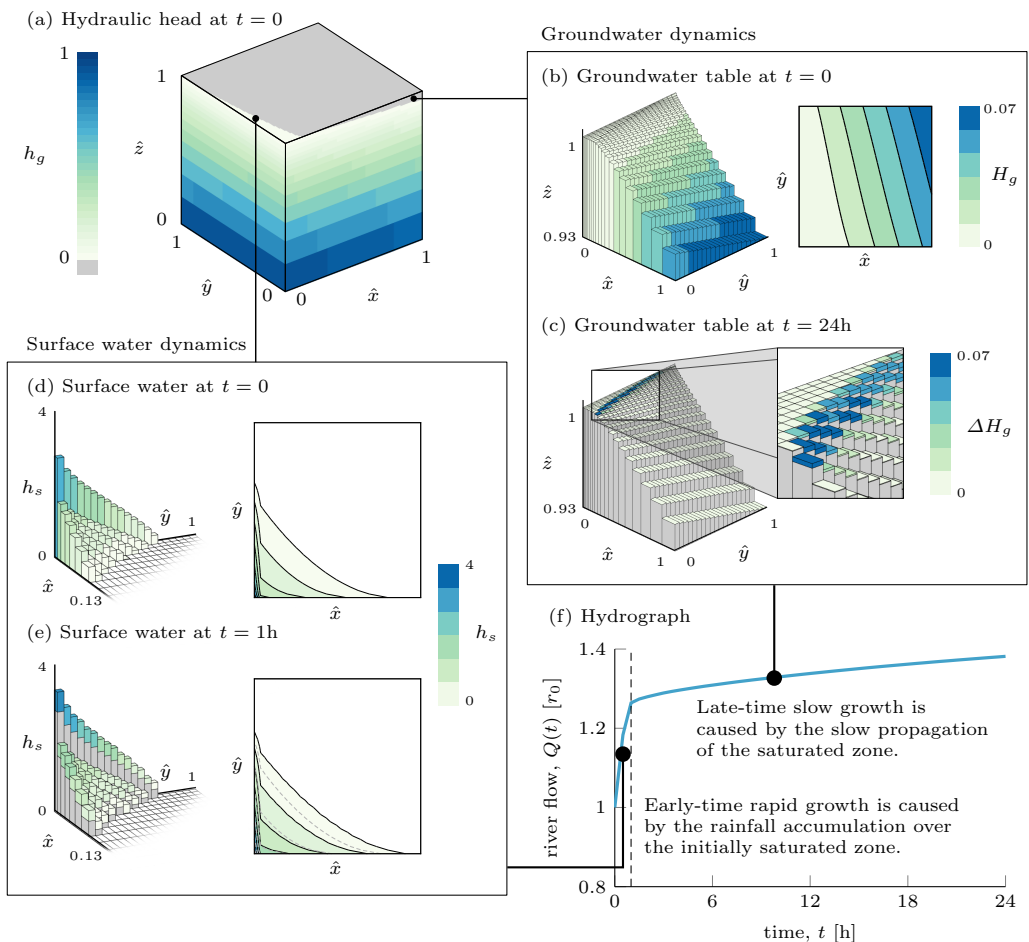 (a) Hydraulic head at t = 0
1
h_g
0
1
ẑ
0
1
ŷ
0
0
x̂
1
Groundwater dynamics
(b) Groundwater table at t = 0
1
ẑ
0.93
0
x̂
1
0
ŷ
1
ŷ
x̂
0.07
H_g
0
(c) Groundwater table at t = 24h
1
ẑ
0.93
0
x̂
1
0
ŷ
1
0.07
ΔH_g
0
Surface water dynamics
(d) Surface water at t = 0
4
h_s
0
x̂
0.13
ŷ
1
ŷ
x̂
(e) Surface water at t = 1h
4
h_s
0
x̂
0.13
ŷ
1
ŷ
x̂
4
h_s
0
(f) Hydrograph
1.4
1.2
1
0.8
river flow, Q(t) [r_0]
Late-time slow growth is
caused by the slow propagation
of the saturated zone.
Early-time rapid growth is caused
by the rainfall accumulation over
the initially saturated zone.
0
6
12
18
24
time, t [h]